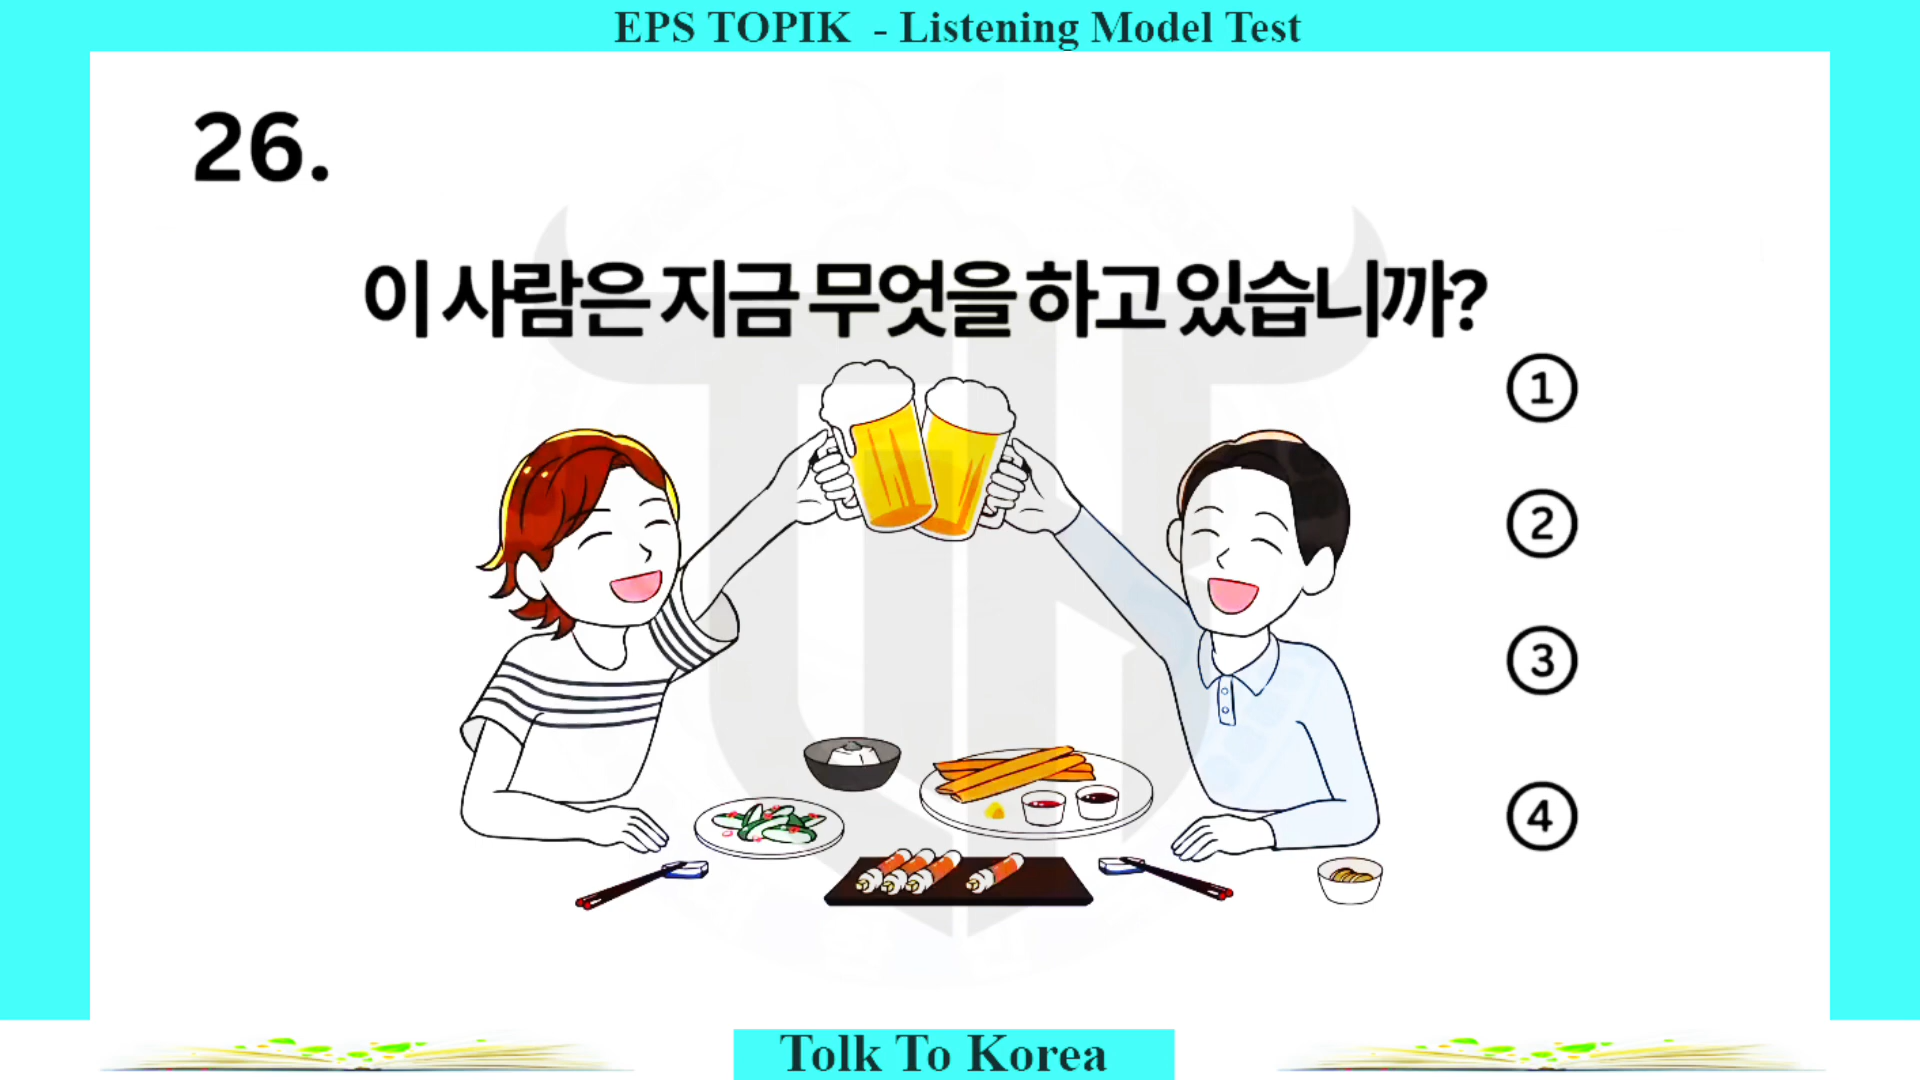 EPS TOPIK - Listening Model Test
26.
이 사람은 지금 무엇을 하고 있습니까?
①
②
③
④
Tolk To Korea